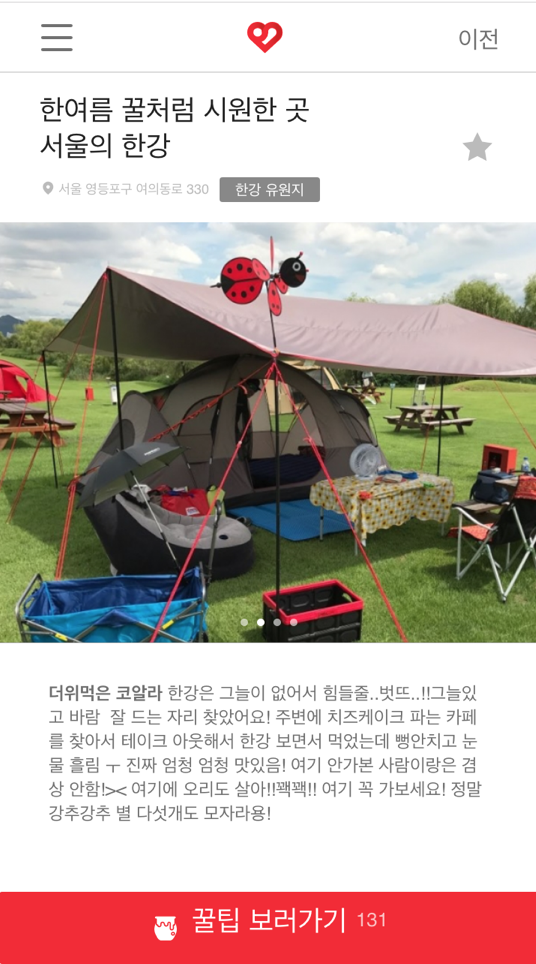 이전
한여름 꿀처럼 시원한 곳
서울의 한강
서울 영등포구 여의동로 330 한강 유원지
더위먹은 코알라 한강은 그늘이 없어서 힘들줄..벗뜨..!!그늘있
고 바람 잘 드는 자리 찾았어요! 주변에 치즈케이크 파는 카페
를 찾아서 테이크 아웃해서 한강 보면서 먹었는데 뻥안치고 눈
물 흘림 ㅜ 진짜 엄청 엄청 맛있음! 여기 안가본 사람이랑은 겸
상 안함!>< 여기에 오리도 살아!!꽥꽥!! 여기 꼭 가보세요! 정말
강추강추 별 다섯개도 모자라용!
꿀팁 보러가기 131